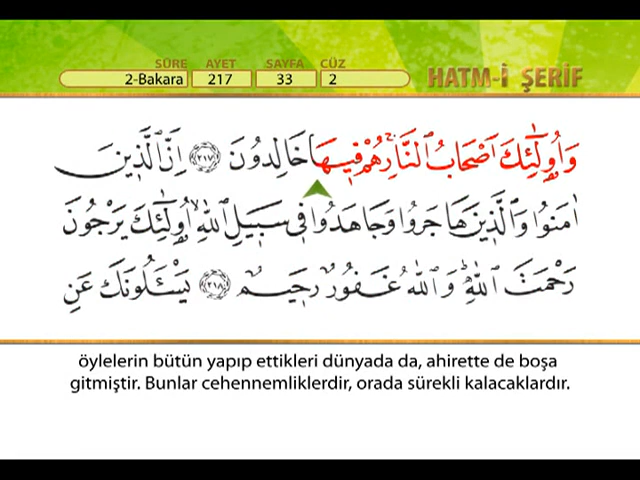 SÜRE AYET SAYFA CÜZ
2-Bakara 217 33 2 HATM-İ ŞERİF
وَاُو۬لٰٓئِكَ اَصْحَابُ النَّارِۚ هُمْ ف۪يهَا خَالِدُونَ ﴿٢١٧﴾ اِنَّ الَّذ۪ينَ
اٰمَنُوا وَالَّذ۪ينَ هَاجَرُوا وَجَاهَدُوا ف۪ي سَب۪يلِ اللّٰهِۙ اُو۬لٰٓئِكَ يَرْجُونَ
رَحْمَتَ اللّٰهِۜ وَاللّٰهُ غَفُورٌ رَح۪يمٌ ﴿٢١٨﴾ يَسْـَٔلُونَكَ عَنِ
öylelerin bütün yapıp ettikleri dünyada da, ahirette de boşa
gitmiştir. Bunlar cehennemliklerdir, orada sürekli kalacaklardır.